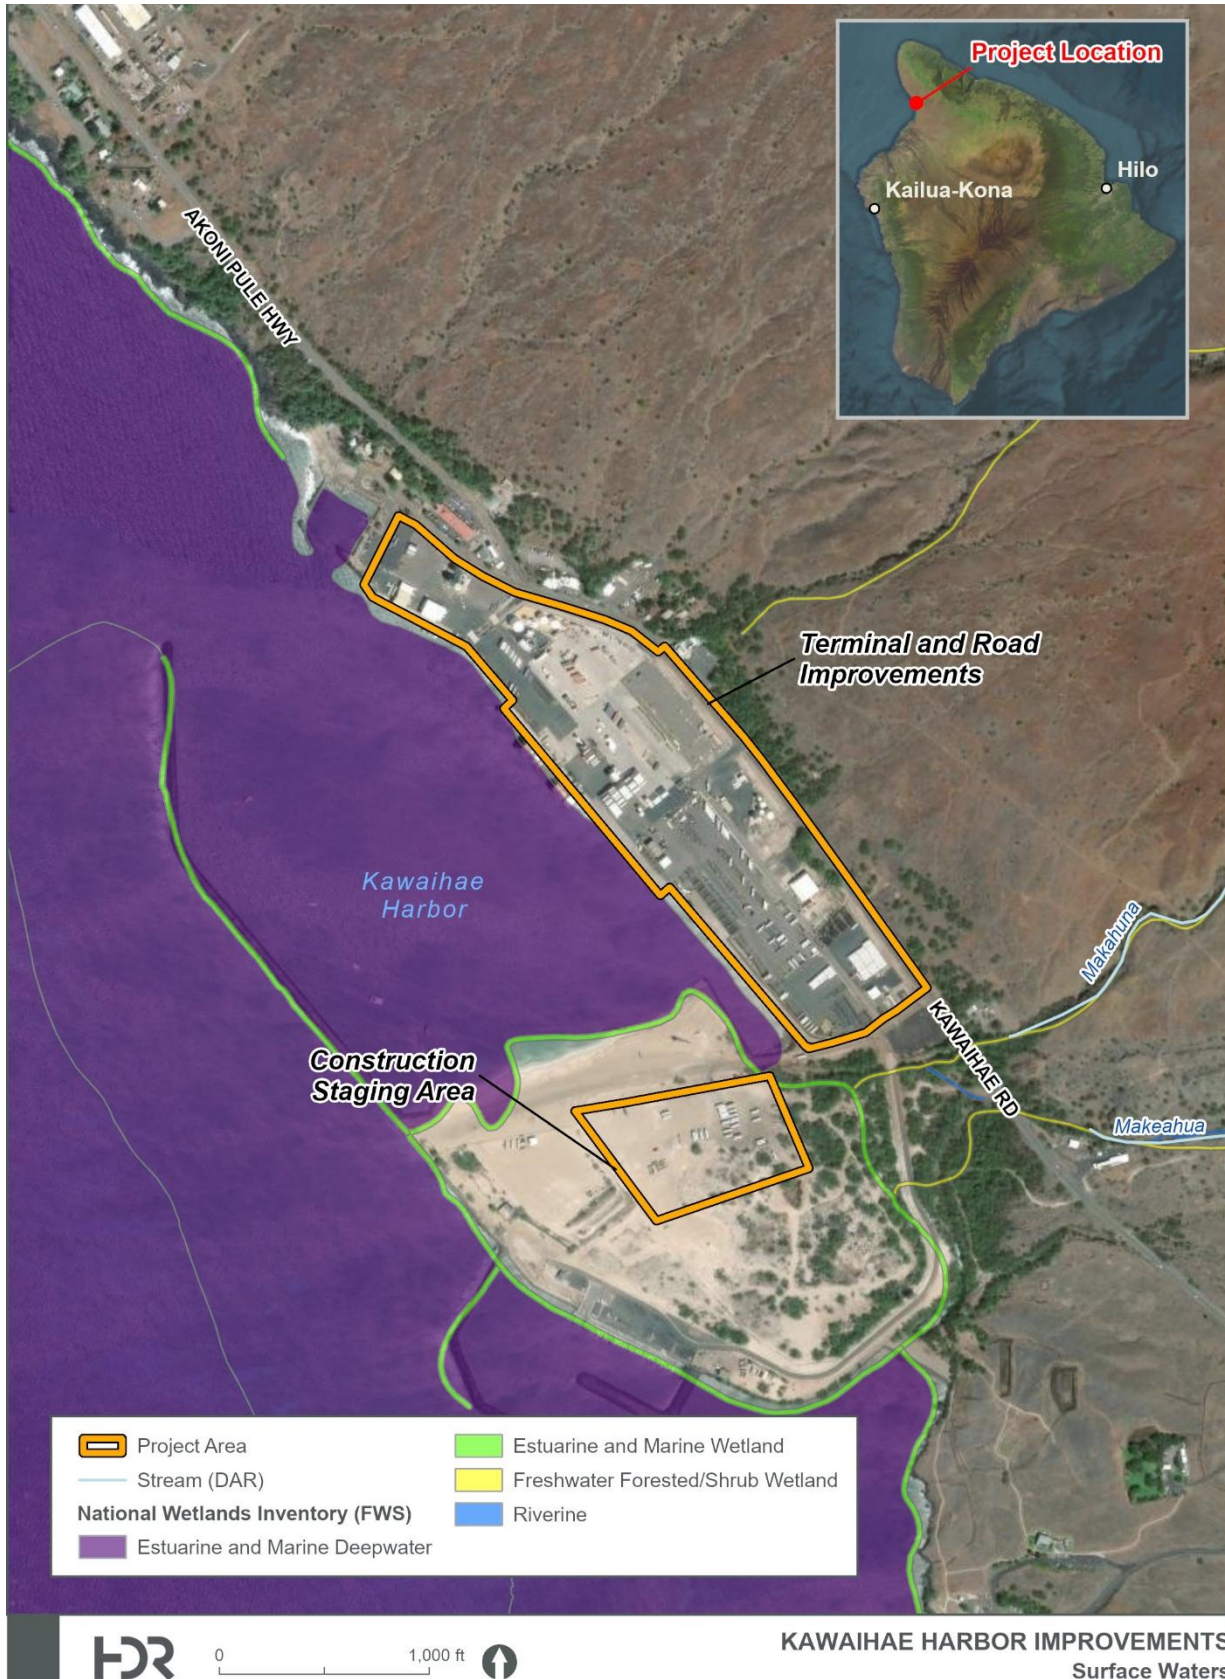 Project Location
Hilo
Kailua-Kona
AKONI PULE HWY
Terminal and Road
Improvements
Kawaihae
Harbor
Makahuna
KAWAIHAE RD
Construction
Staging Area
Makeahua
Project Area
Stream (DAR)
National Wetlands Inventory (FWS)
Estuarine and Marine Deepwater
Estuarine and Marine Wetland
Freshwater Forested/Shrub Wetland
Riverine
HDR
0 1,000 ft
KAWAIHAE HARBOR IMPROVEMENTS
Surface Waters